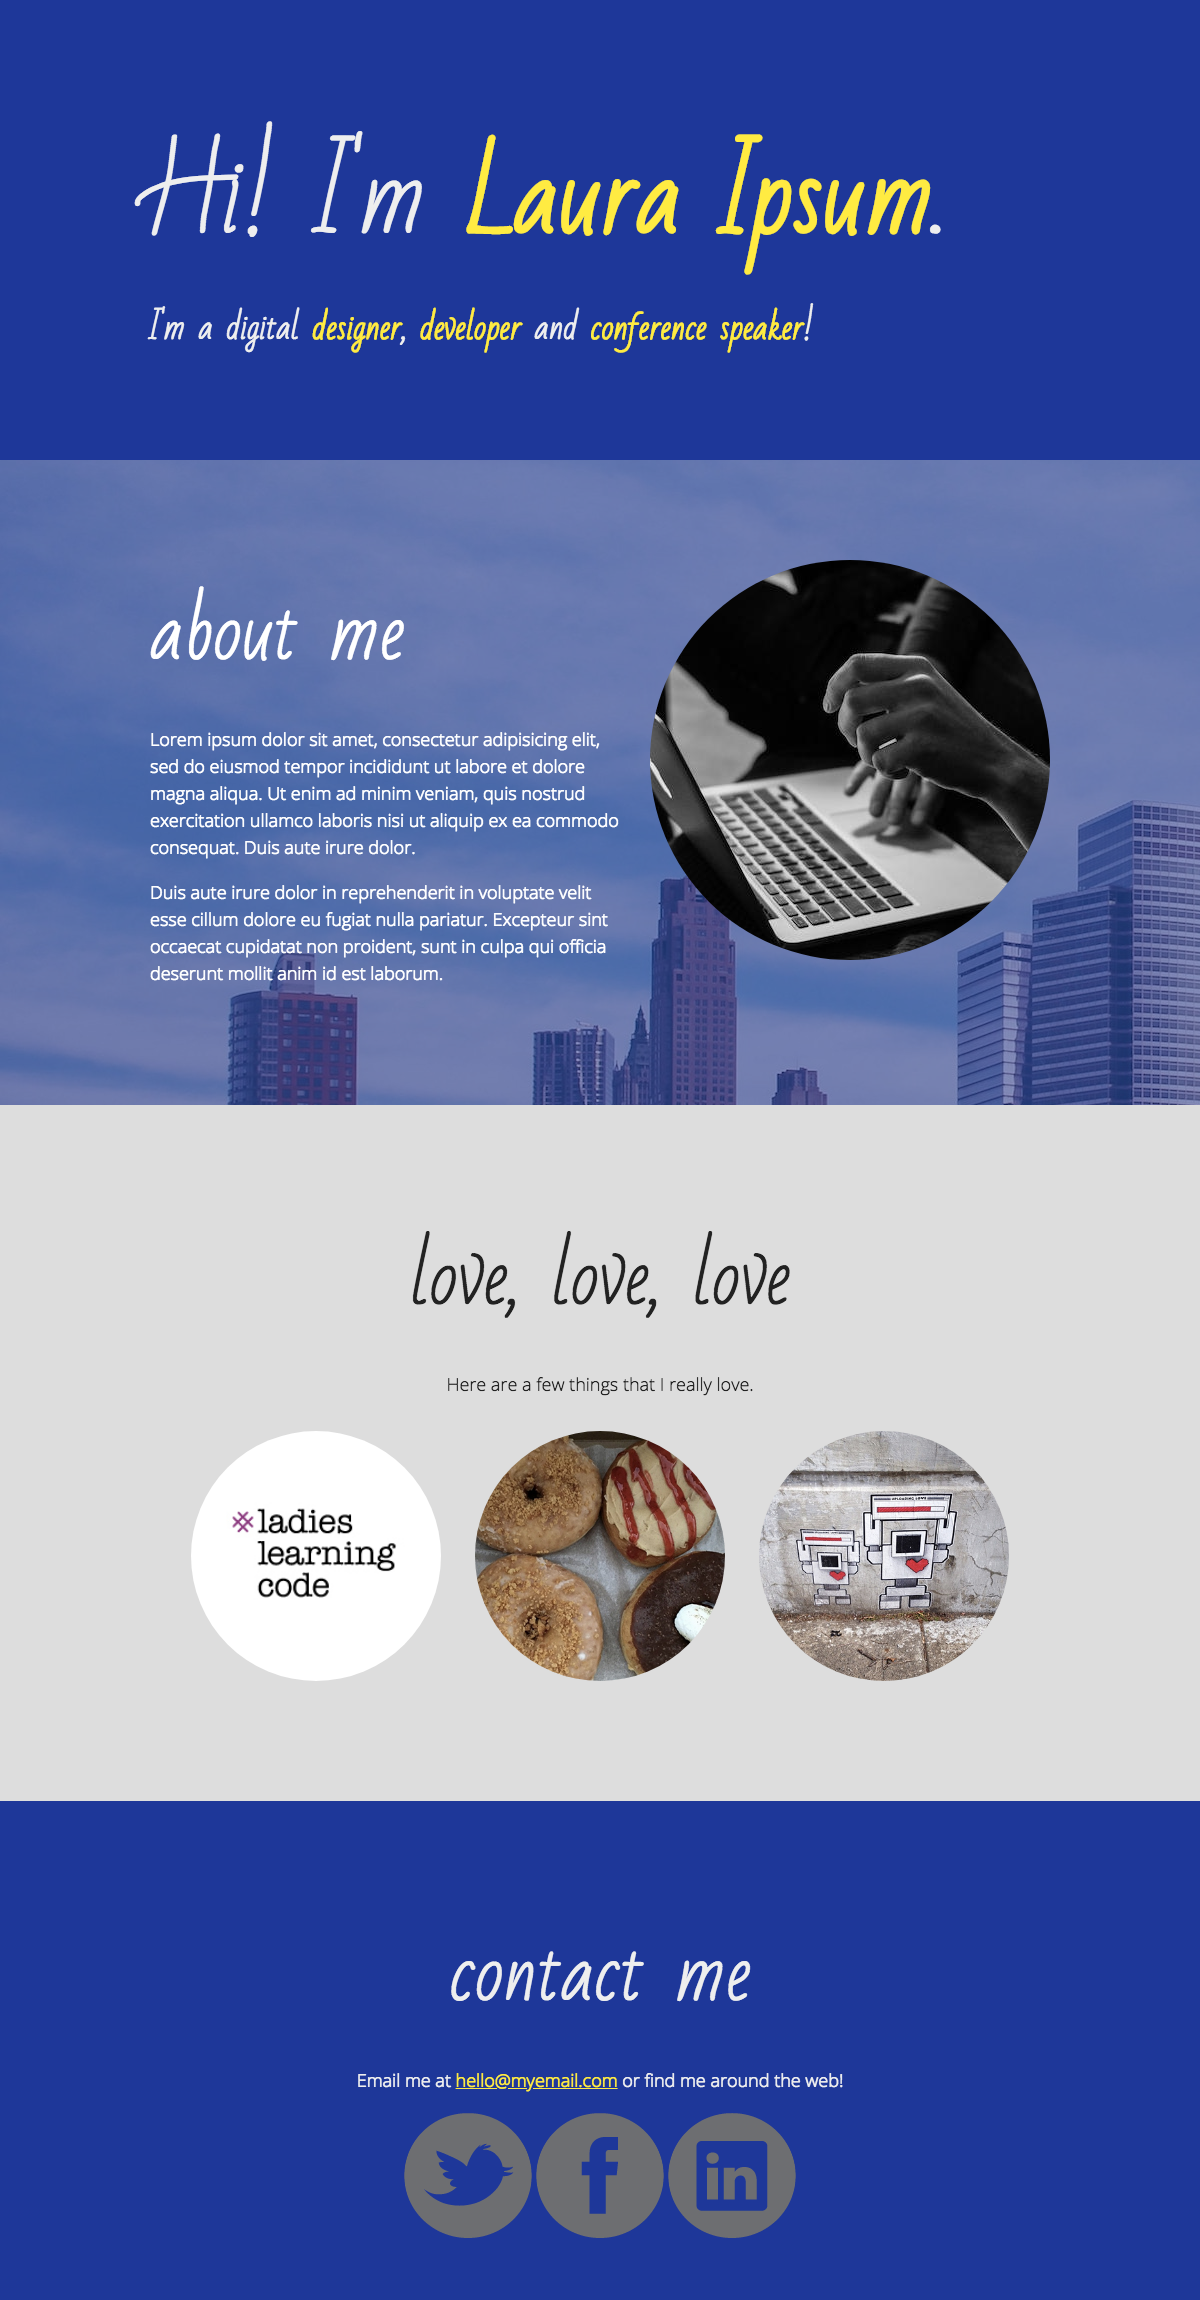 Hi! I'm Laura Ipsum.
I'm a digital designer, developer and conference speaker!
about me
Lorem ipsum dolor sit amet, consectetur adipisicing elit,
sed do eiusmod tempor incididunt ut labore et dolore
magna aliqua. Ut enim ad minim veniam, quis nostrud
exercitation ullamco laboris nisi ut aliquip ex ea commodo
consequat. Duis aute irure dolor.
Duis aute irure dolor in reprehenderit in voluptate velit
esse cillum dolore eu fugiat nulla pariatur. Excepteur sint
occaecat cupidatat non proident, sunt in culpa qui officia
deserunt mollit anim id est laborum.
love, love, love
Here are a few things that I really love.
ladies
learning
code
UPLOADING LOVE
contact me
Email me at hello@myemail.com or find me around the web!
f
in